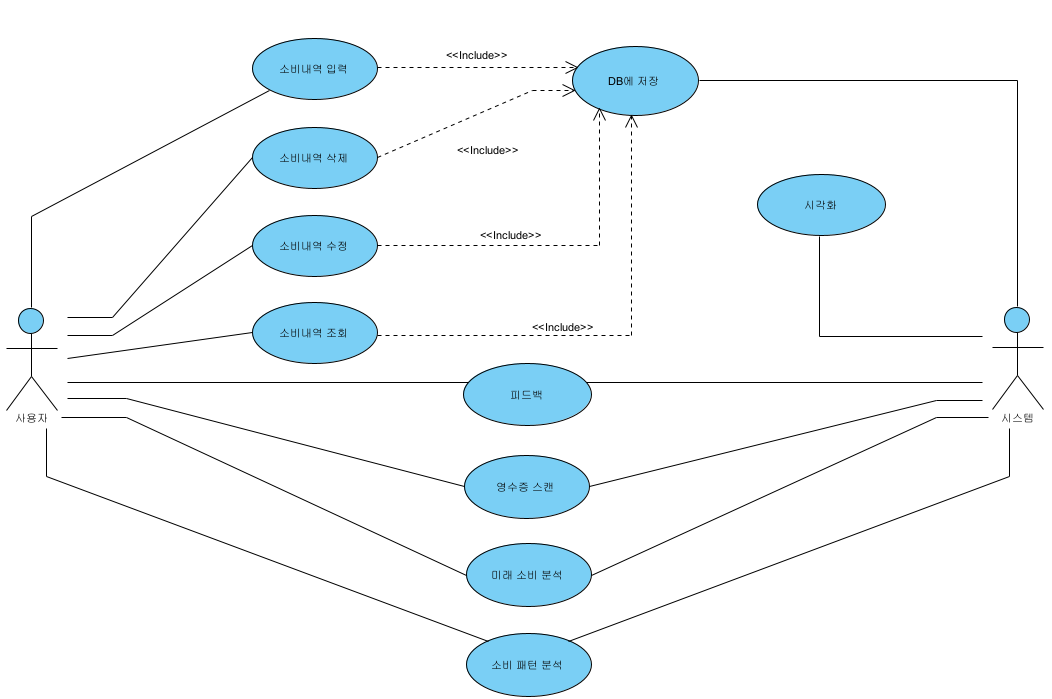 소비내역 입력
<<Include>>
DB에 저장
소비내역 삭제
<<Include>>
시각화
소비내역 수정
<<Include>>
소비내역 조회
<<Include>>
피드백
사용자
시스템
영수증 스캔
미래 소비 분석
소비 패턴 분석